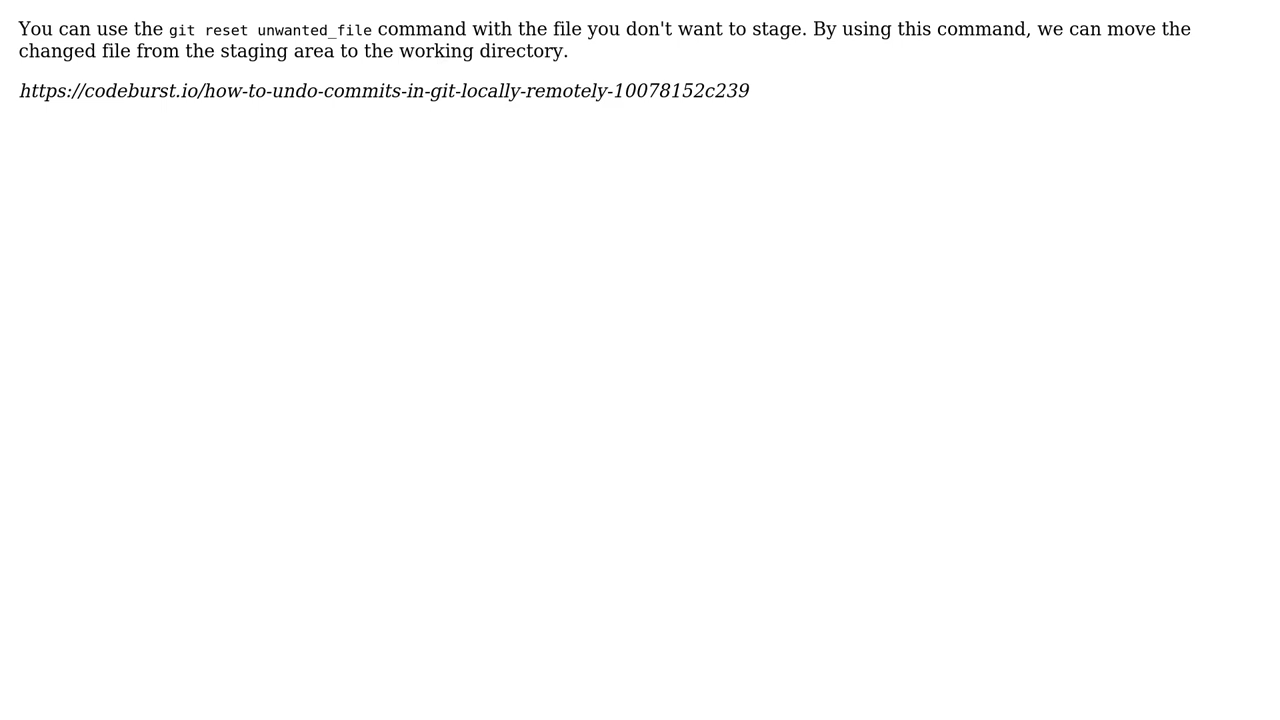 You can use the git reset unwanted_file command with the file you don't want to stage. By using this command, we can move the
changed file from the staging area to the working directory.
https://codeburst.io/how-to-undo-commits-in-git-locally-remotely-10078152c239